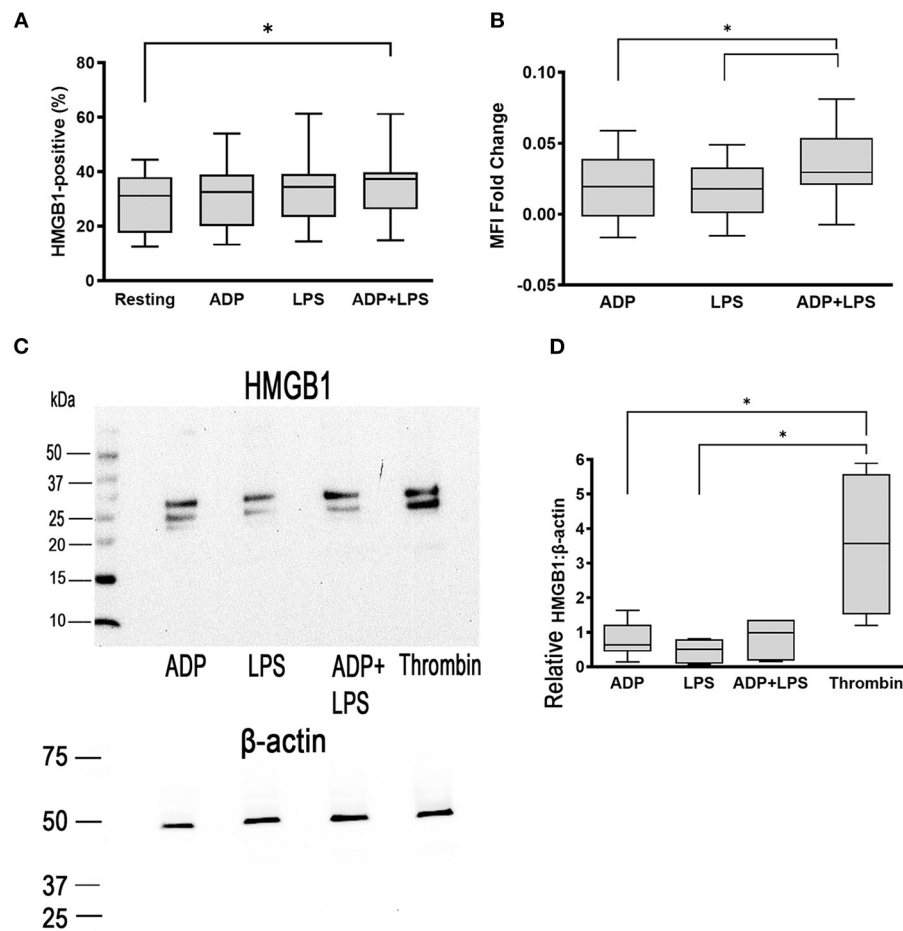 A
*
HMGB1-positive (%)
80
60
40
20
0
Resting ADP LPS ADP+LPS
B
*
MFI Fold Change
0.10
0.05
0.00
-0.05
ADP LPS ADP+LPS
C
HMGB1
kDa
50
37
25
20
15
10
ADP LPS ADP+ Thrombin
LPS
β-actin
75
50
37
25
D
*
*
Relative HMGB1:β-actin
6
5
4
3
2
1
0
ADP LPS ADP+LPS Thrombin